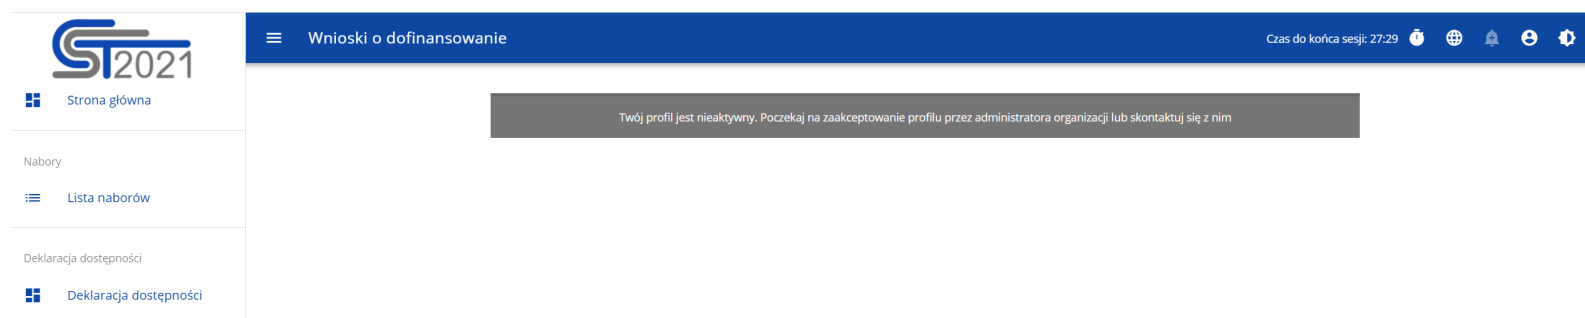 CST2021
Wnioski o dofinansowanie
Czas do końca sesji: 27:29
Strona główna
Twój profil jest nieaktywny. Poczekaj na zaakceptowanie profilu przez administratora organizacji lub skontaktuj się z nim
Nabory
Lista naborów
Deklaracja dostępności
Deklaracja dostępności